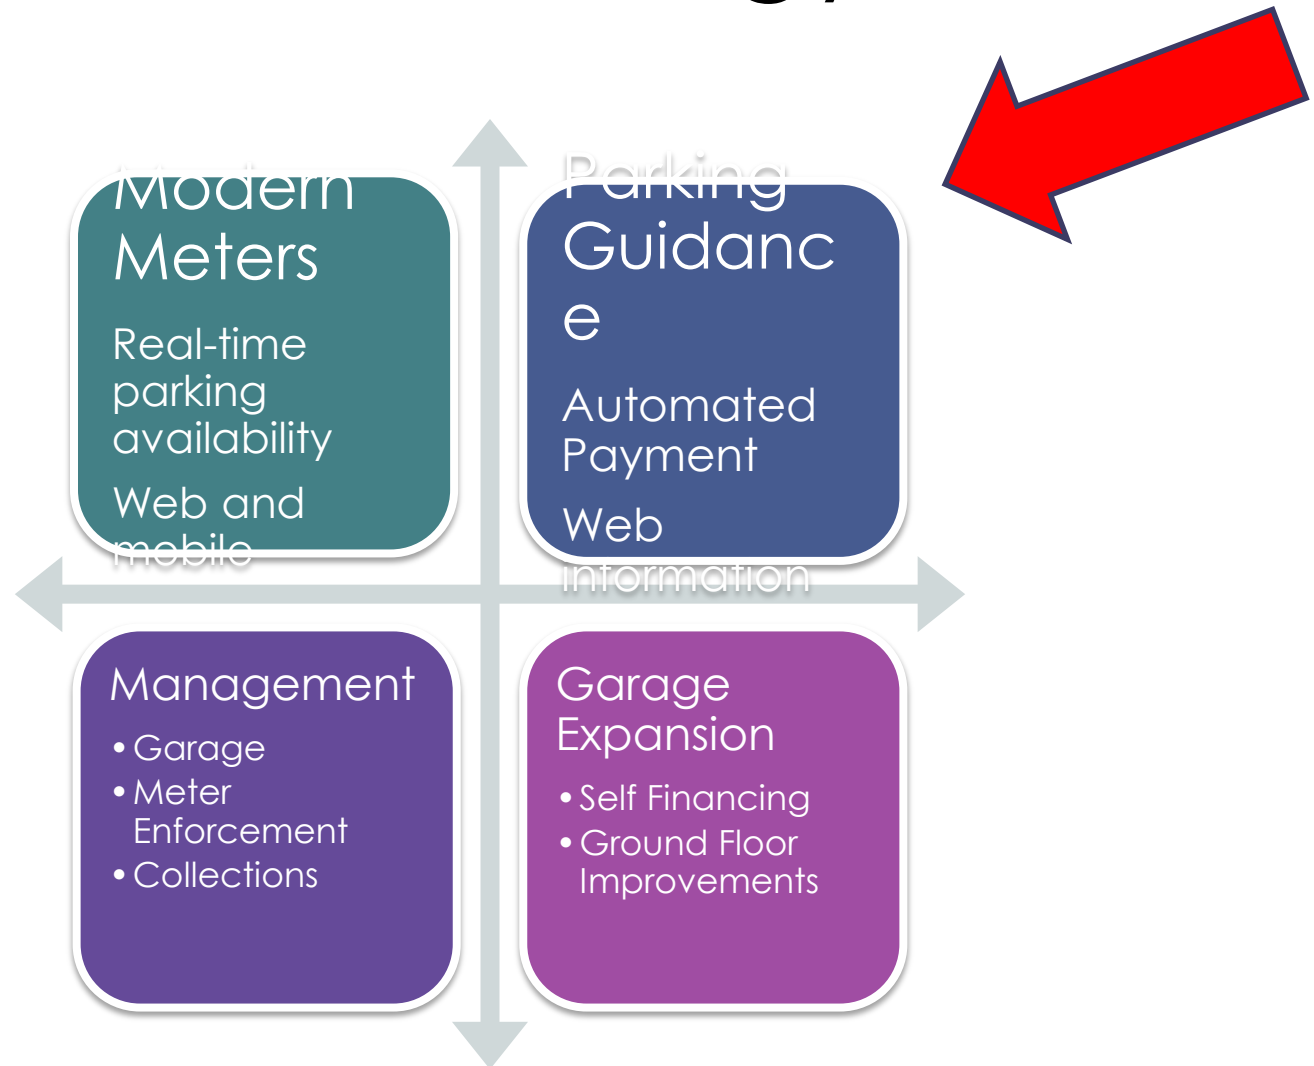 Modern
Meters
Real-time
parking
availability
Web and
mobile
Parking
Guidanc
e
Automated
Payment
Web
information
Management
• Garage
• Meter
Enforcement
• Collections
Garage
Expansion
• Self Financing
• Ground Floor
Improvements